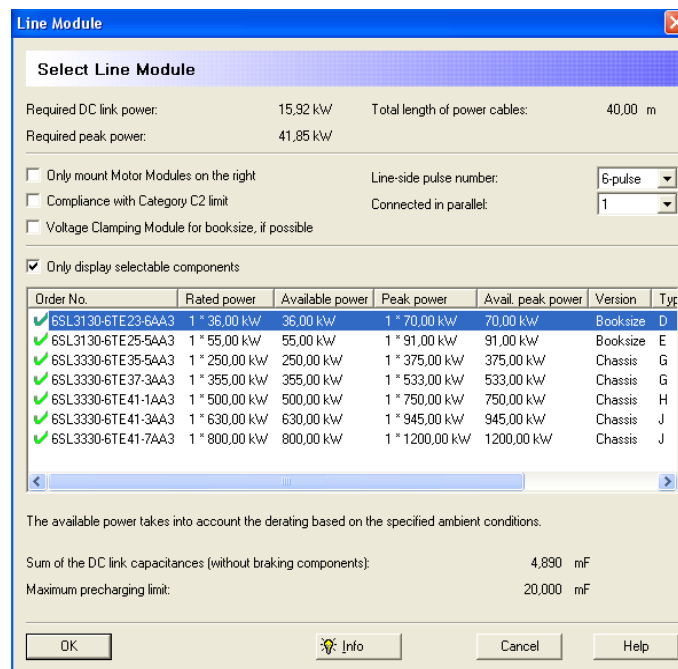 Line Module
Select Line Module
Required DC link power: 15,92 kW Total length of power cables: 40,00 m
Required peak power: 41,85 kW
Only mount Motor Modules on the right Line-side pulse number: 6-pulse
Compliance with Category C2 limit Connected in parallel: 1
Voltage Clamping Module for booksize, if possible
Only display selectable components
Order No. Rated power Available power Peak power Avail. peak power Version Typ
6SL3130-6TE23-6AA3 1 * 36,00 kW 36,00 kW 1 * 70,00 kW 70,00 kW Booksize D
6SL3130-6TE25-5AA3 1 * 55,00 kW 55,00 kW 1 * 91,00 kW 91,00 kW Booksize E
6SL3330-6TE35-5AA3 1 * 250,00 kW 250,00 kW 1 * 375,00 kW 375,00 kW Chassis G
6SL3330-6TE37-3AA3 1 * 355,00 kW 355,00 kW 1 * 533,00 kW 533,00 kW Chassis G
6SL3330-6TE41-1AA3 1 * 500,00 kW 500,00 kW 1 * 750,00 kW 750,00 kW Chassis H
6SL3330-6TE41-3AA3 1 * 630,00 kW 630,00 kW 1 * 945,00 kW 945,00 kW Chassis J
6SL3330-6TE41-7AA3 1 * 800,00 kW 800,00 kW 1 * 1200,00 kW 1200,00 kW Chassis J
The available power takes into account the derating based on the specified ambient conditions.
Sum of the DC link capacitances (without braking components): 4,890 mF
Maximum precharging limit: 20,000 mF
OK Info Cancel Help